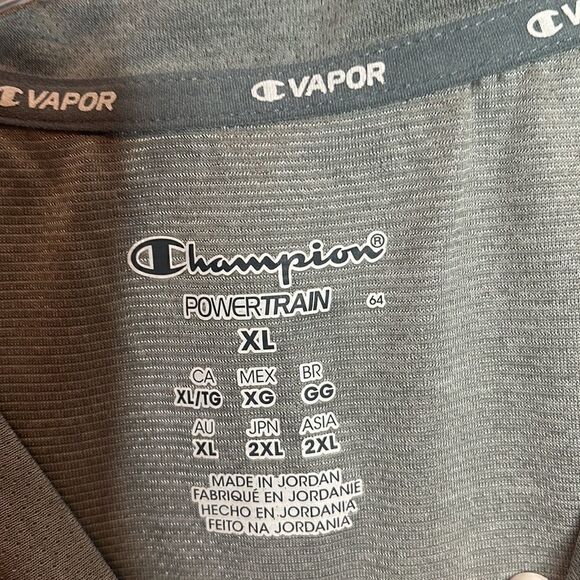 VAPOR VAPOR V
Champion®
POWERTRAIN 64
XL
CA MEX BR
XL/TG XG GG
AU JPN ASIA
XL 2XL 2XL
MADE IN JORDAN
FABRIQUÉ EN JORDANIE
HECHO EN JORDANIA
FEITO NA JORDÂNIA